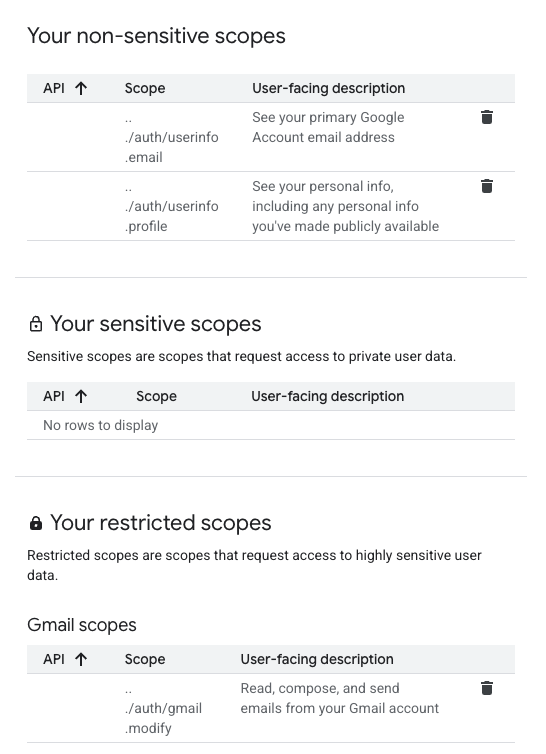 Your non-sensitive scopes
API ↑ Scope User-facing description
.. See your primary Google
./auth/userinfo Account email address
.email
.. See your personal info,
./auth/userinfo including any personal info
.profile you've made publicly available
Your sensitive scopes
Sensitive scopes are scopes that request access to private user data.
API ↑ Scope User-facing description
No rows to display
Your restricted scopes
Restricted scopes are scopes that request access to highly sensitive user
data.
Gmail scopes
API ↑ Scope User-facing description
.. Read, compose, and send
./auth/gmail emails from your Gmail account
.modify